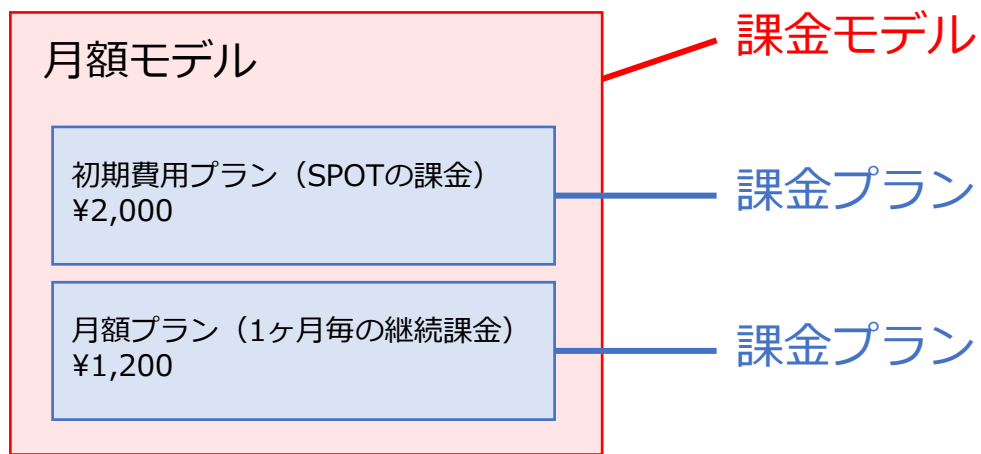 課金モデル
月額モデル
初期費用プラン（SPOTの課金）
¥2,000
課金プラン
月額プラン（1ヶ月毎の継続課金）
¥1,200
課金プラン